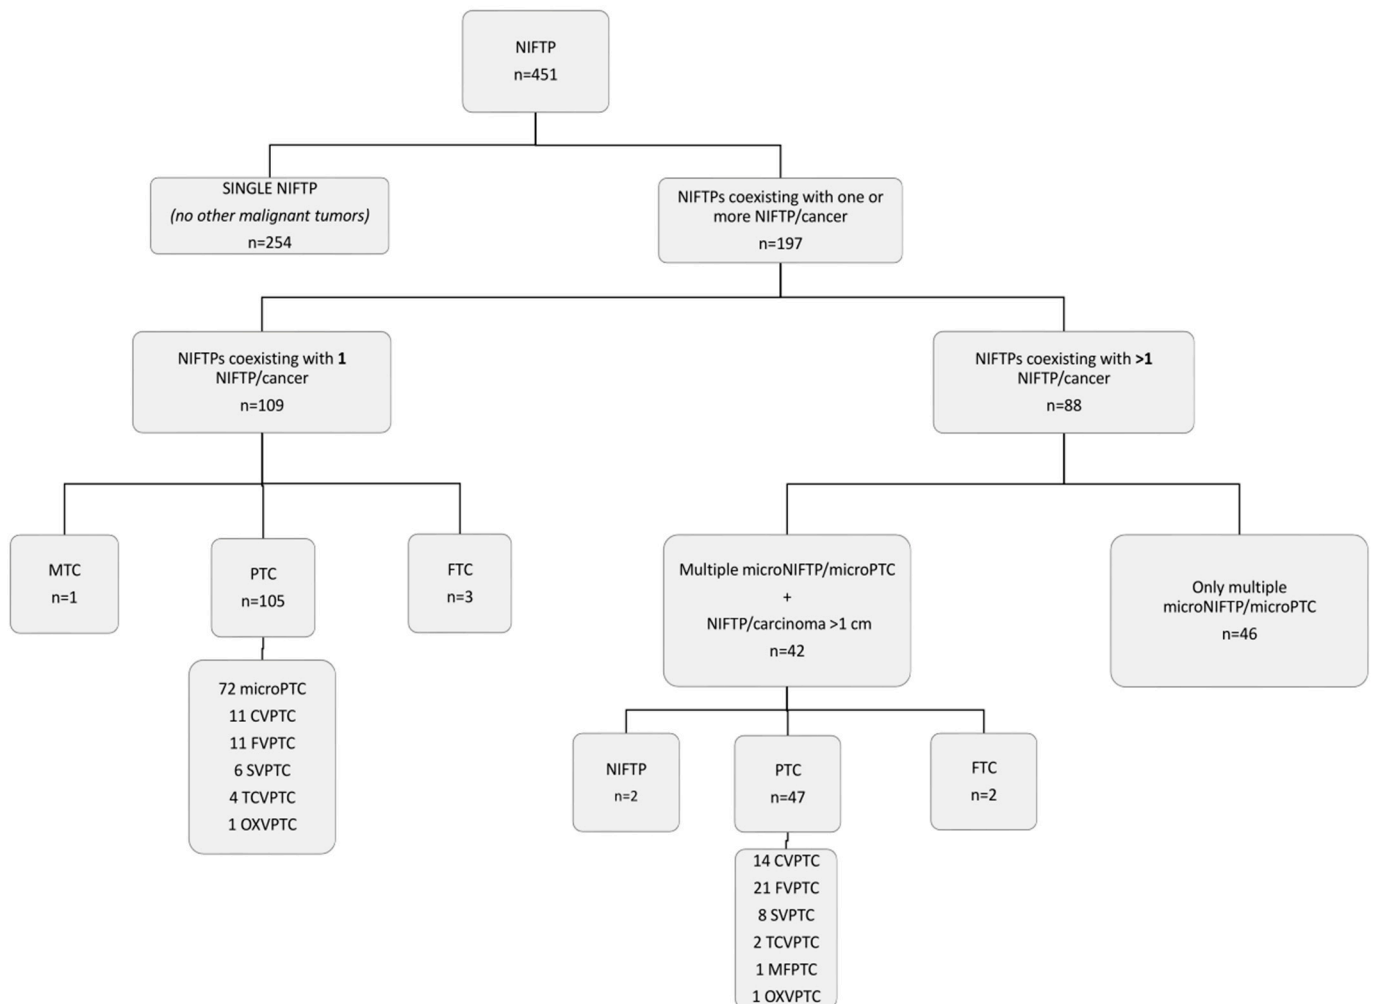 NIFTP
n=451
SINGLE NIFTP
(no other malignant tumors)
n=254
NIFTPs coexisting with one or
more NIFTP/cancer
n=197
NIFTPs coexisting with 1
NIFTP/cancer
n=109
NIFTPs coexisting with >1
NIFTP/cancer
n=88
MTC
n=1
PTC
n=105
FTC
n=3
Multiple microNIFTP/microPTC
+
NIFTP/carcinoma >1 cm
n=42
Only multiple
microNIFTP/microPTC
n=46
72 microPTC
11 CVPTC
11 FVPTC
6 SVPTC
4 TCVPTC
1 OXVPTC
NIFTP
n=2
PTC
n=47
FTC
n=2
14 CVPTC
21 FVPTC
8 SVPTC
2 TCVPTC
1 MFPTC
1 OXVPTC